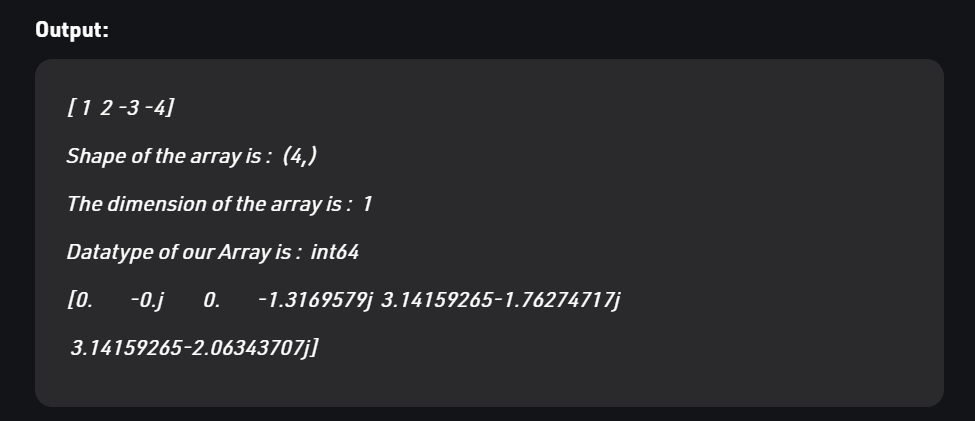 Output:
[ 1 2 -3 -4]
Shape of the array is : (4,)
The dimension of the array is : 1
Datatype of our Array is : int64
[0. -0.j 0. -1.3169579j 3.14159265-1.76274717j
3.14159265-2.06343707j]